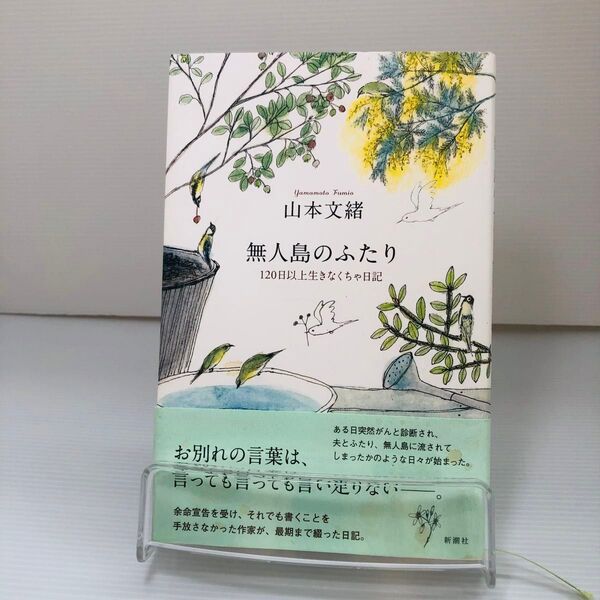 Yamamoto Fumio
山本文緒
無人島のふたり
120日以上生きなくちゃ日記
ある日突然がんと診断され、
夫とふたり、無人島に流されて
しまったかのような日々が始まった。
お別れの言葉は、
言っても言っても言い足りない――。
余命宣告を受け、それでも書くことを
手放さなかった作家が、最期まで綴った日記。
新潮社